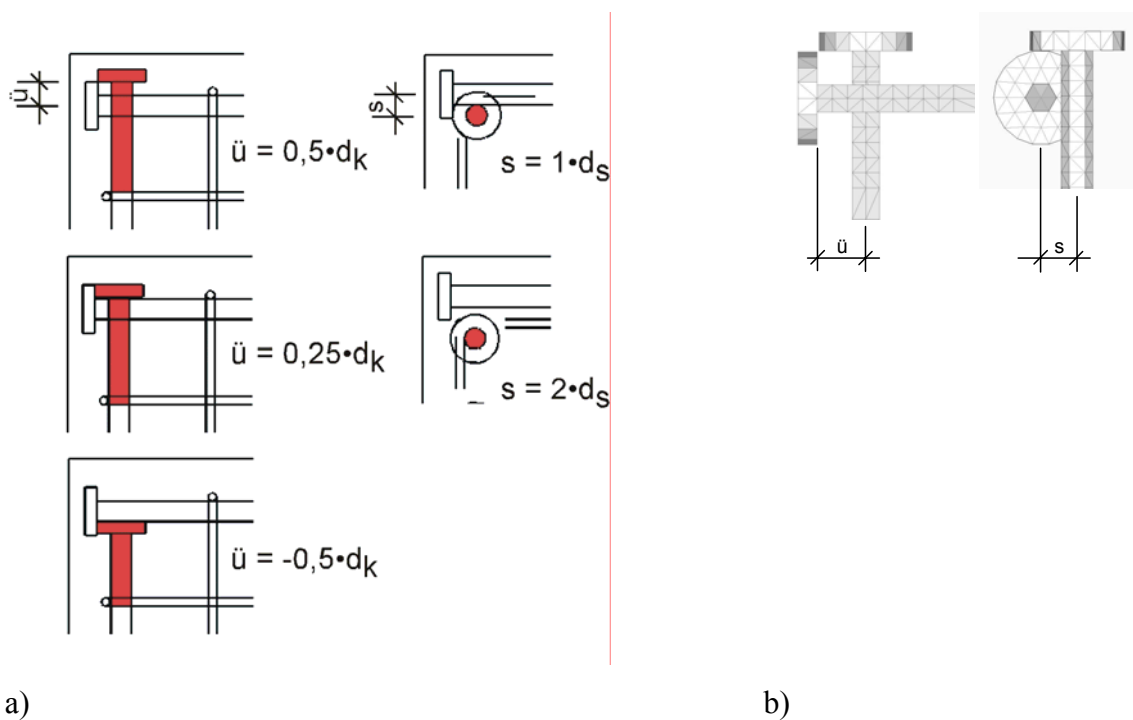 ü
ü = 0,5•dk
s
s = 1•ds
ü = 0,25•dk
s = 2•ds
ü = -0,5•dk
ü
s
a)
b)